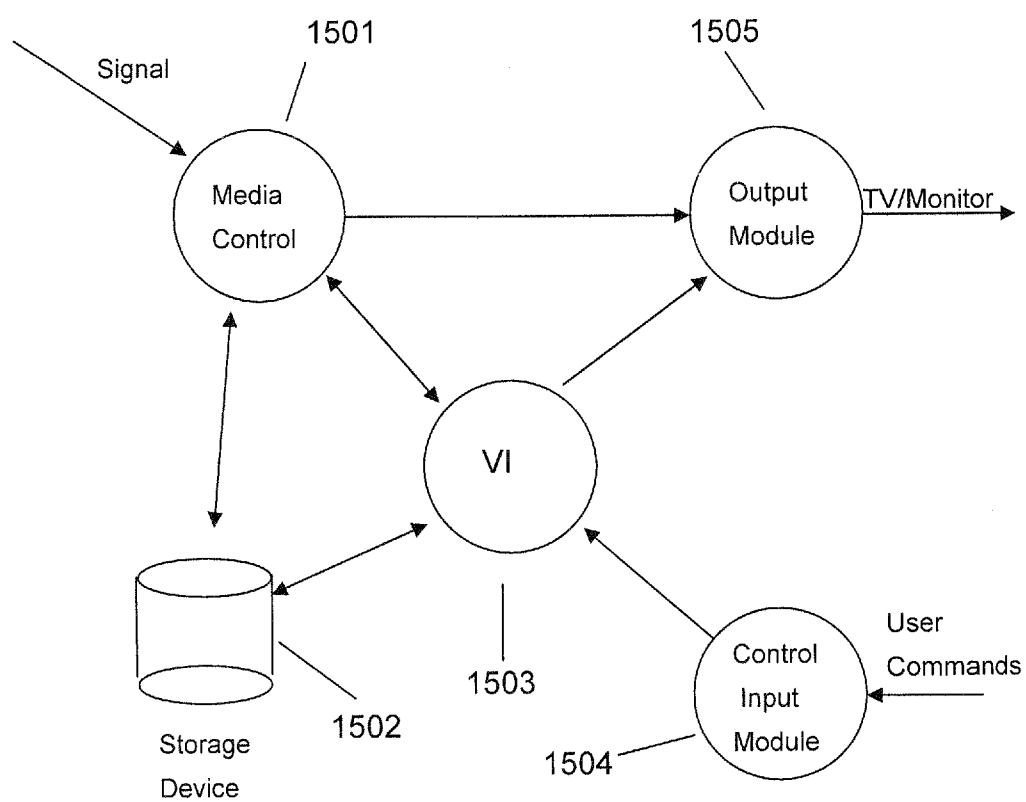 1501
1505
Signal
Media
Control
Output
Module
TV/Monitor
VI
User
Commands
Control
Input
Module
1503
1502
1504
Storage
Device